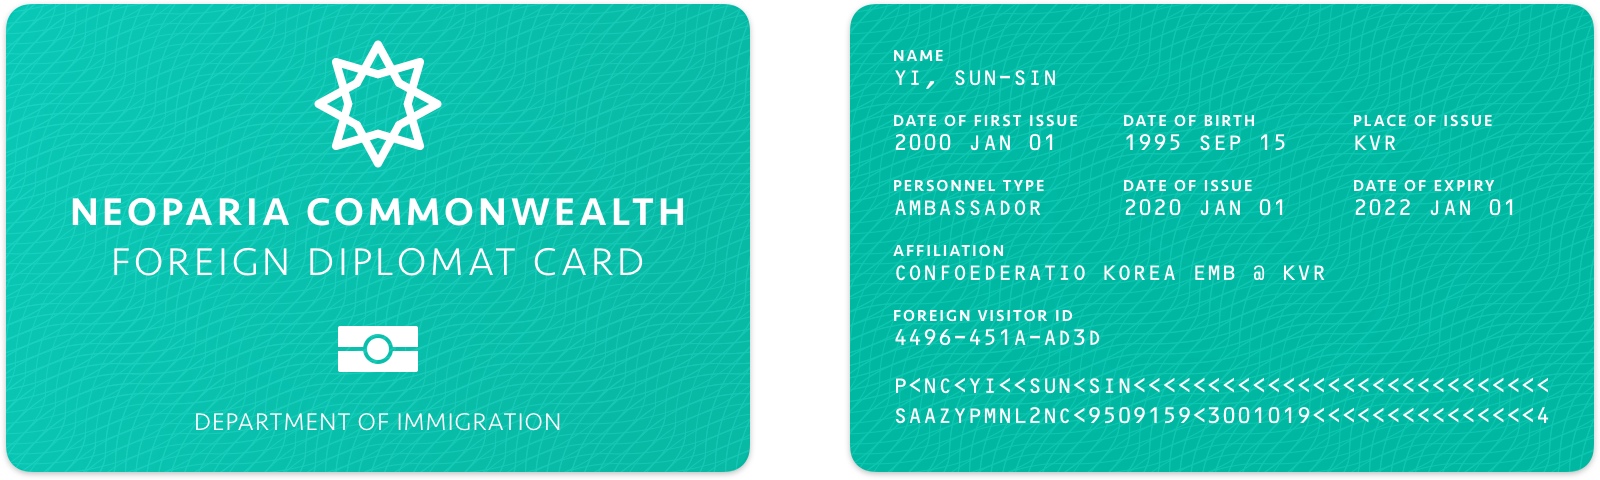 NEOPARIA COMMONWEALTH
FOREIGN DIPLOMAT CARD
DEPARTMENT OF IMMIGRATION
NAME
YI, SUN-SIN
DATE OF FIRST ISSUE DATE OF BIRTH PLACE OF ISSUE
2000 JAN 01 1995 SEP 15 KVR
PERSONNEL TYPE DATE OF ISSUE DATE OF EXPIRY
AMBASSADOR 2020 JAN 01 2022 JAN 01
AFFILIATION
CONFOEDERATIO KOREA EMB @ KVR
FOREIGN VISITOR ID
4496-451A-AD3D
P<NC<YI<<SUN<SIN<<<<<<<<<<<<<<<<<<<<<<<<<<<<
SAAZYPMNL2NC<9509159<3001019<<<<<<<<<<<<<<<4